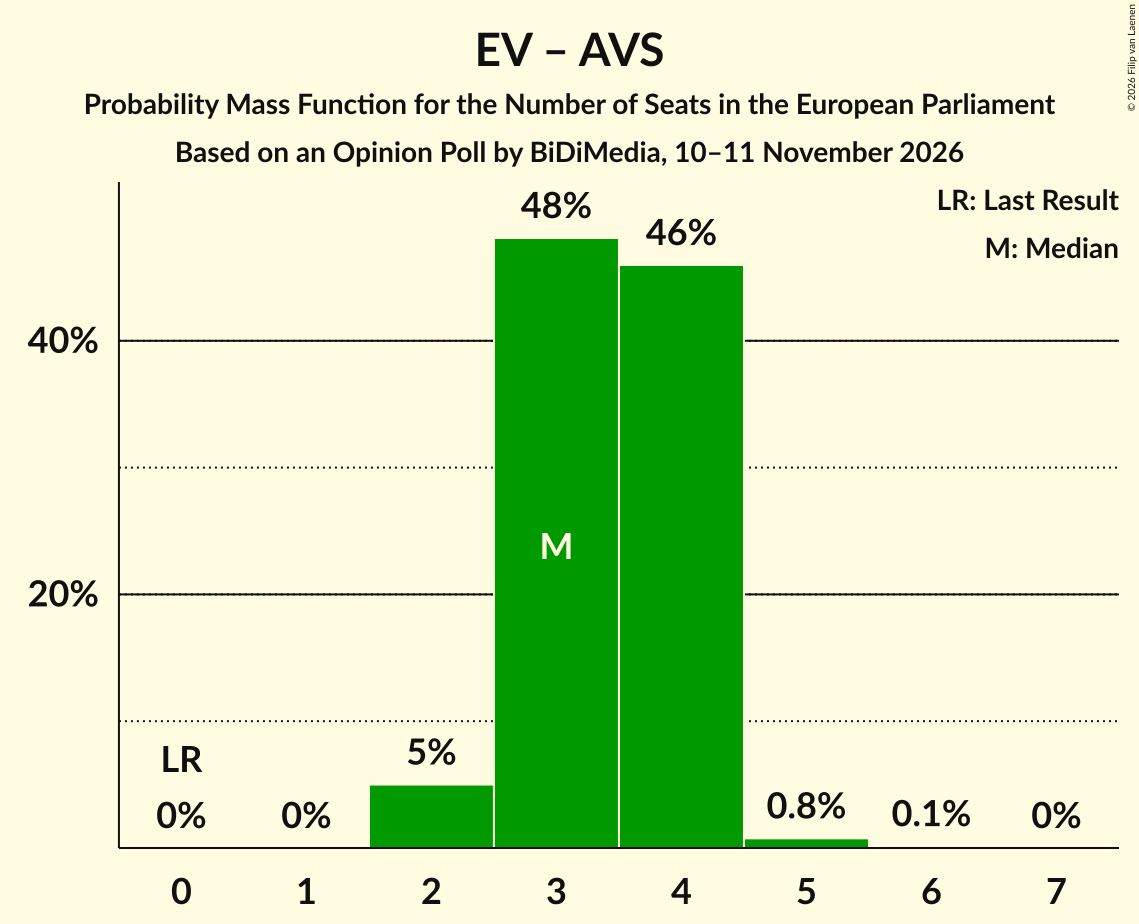 EV – AVS
Probability Mass Function for the Number of Seats in the European Parliament
Based on an Opinion Poll by BiDiMedia, 10–11 November 2026
© 2026 Filip van Laenen
LR: Last Result
M: Median
48%
46%
40%
M
20%
LR
5%
0%
0%
0.8%
0.1%
0%
0
1
2
3
4
5
6
7